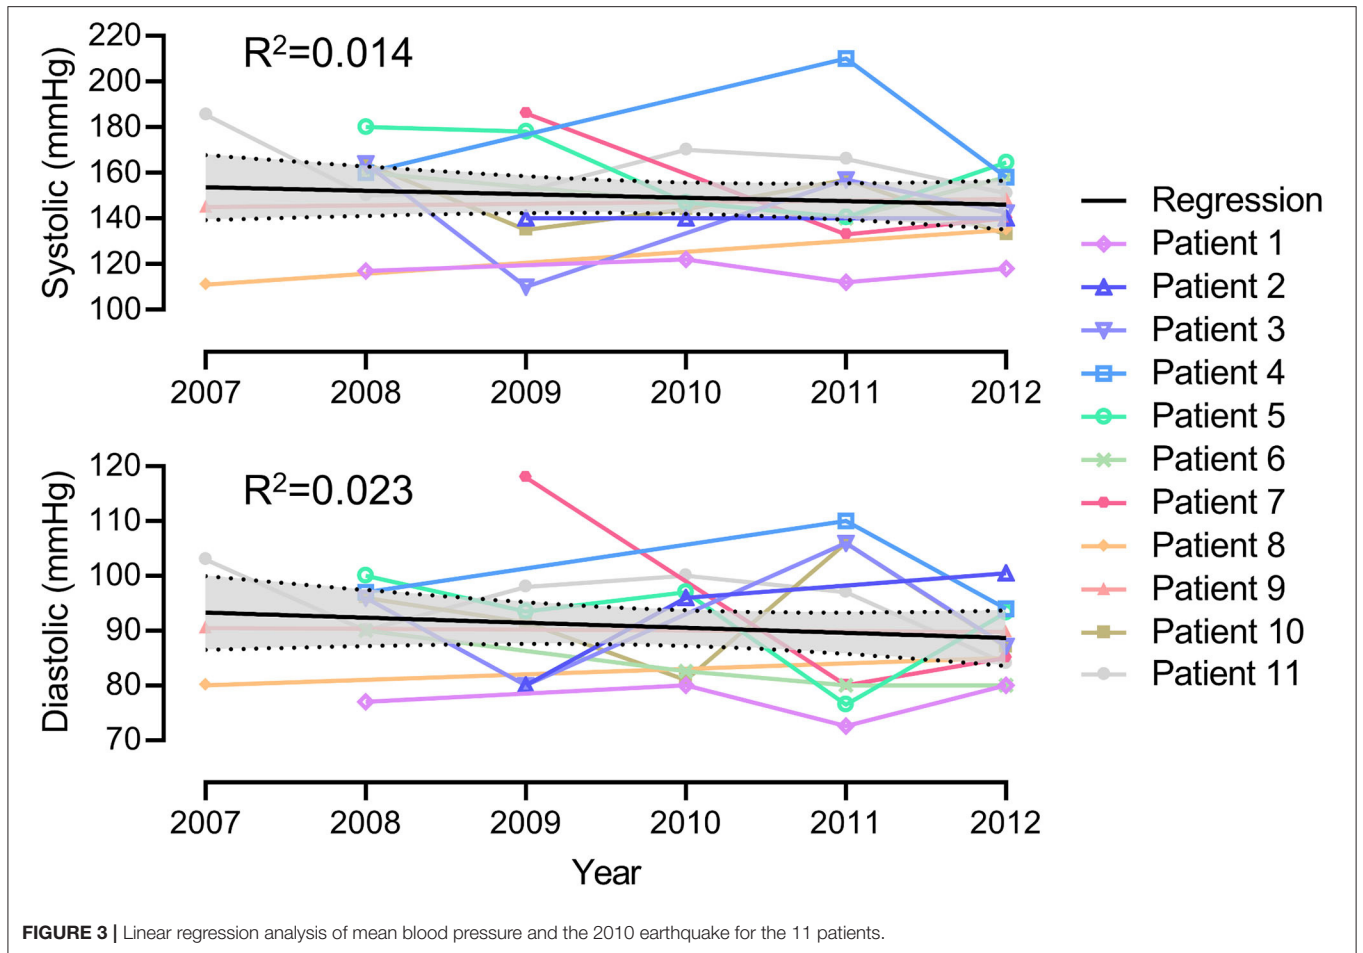 220
R²=0.014
200
180
160
140
120
100
Systolic (mmHg)
2007 2008 2009 2010 2011 2012
120
R²=0.023
110
100
90
80
70
Diastolic (mmHg)
2007 2008 2009 2010 2011 2012
Year
Regression
Patient 1
Patient 2
Patient 3
Patient 4
Patient 5
Patient 6
Patient 7
Patient 8
Patient 9
Patient 10
Patient 11
FIGURE 3 | Linear regression analysis of mean blood pressure and the 2010 earthquake for the 11 patients.